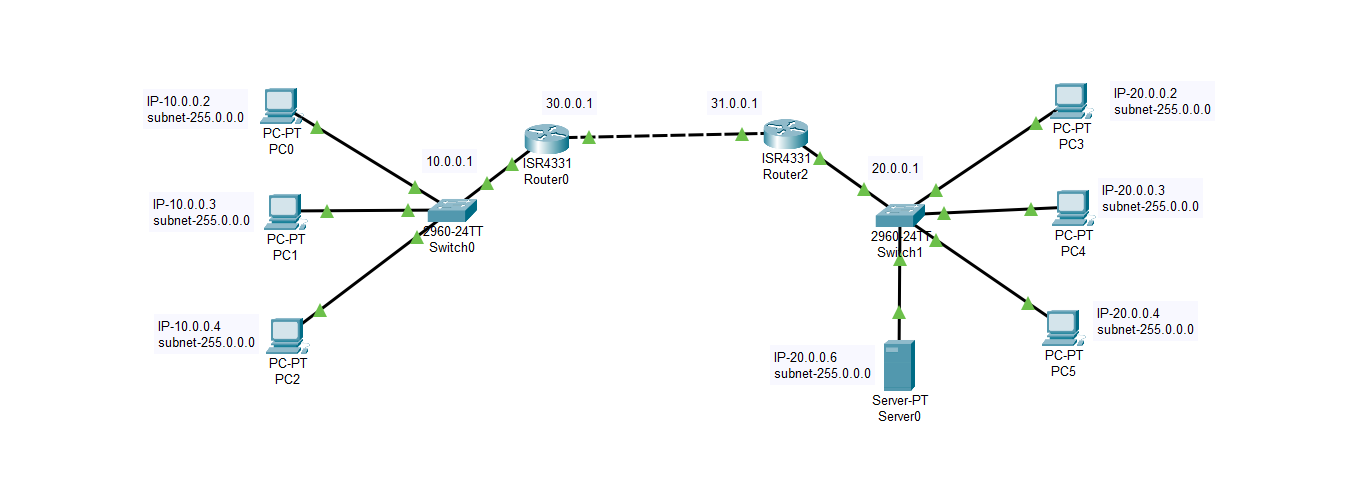 IP-10.0.0.2
subnet-255.0.0.0
PC-PT
PC0
IP-10.0.0.3
subnet-255.0.0.0
PC-PT
PC1
IP-10.0.0.4
subnet-255.0.0.0
PC-PT
PC2
10.0.0.1
2960-24TT
Switch0
30.0.0.1
ISR4331
Router0
31.0.0.1
ISR4331
Router2
20.0.0.1
2960-24TT
Switch1
IP-20.0.0.6
subnet-255.0.0.0
Server-PT
Server0
IP-20.0.0.2
subnet-255.0.0.0
PC-PT
PC3
IP-20.0.0.3
subnet-255.0.0.0
PC-PT
PC4
IP-20.0.0.4
subnet-255.0.0.0
PC-PT
PC5